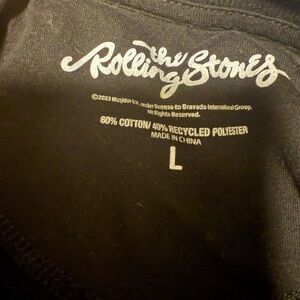 the
Rolling Stones
©2023 Musidor B.V., under license to Bravado International Group.
All Rights Reserved.
60% COTTON/ 40% RECYCLED POLYESTER
MADE IN CHINA
L